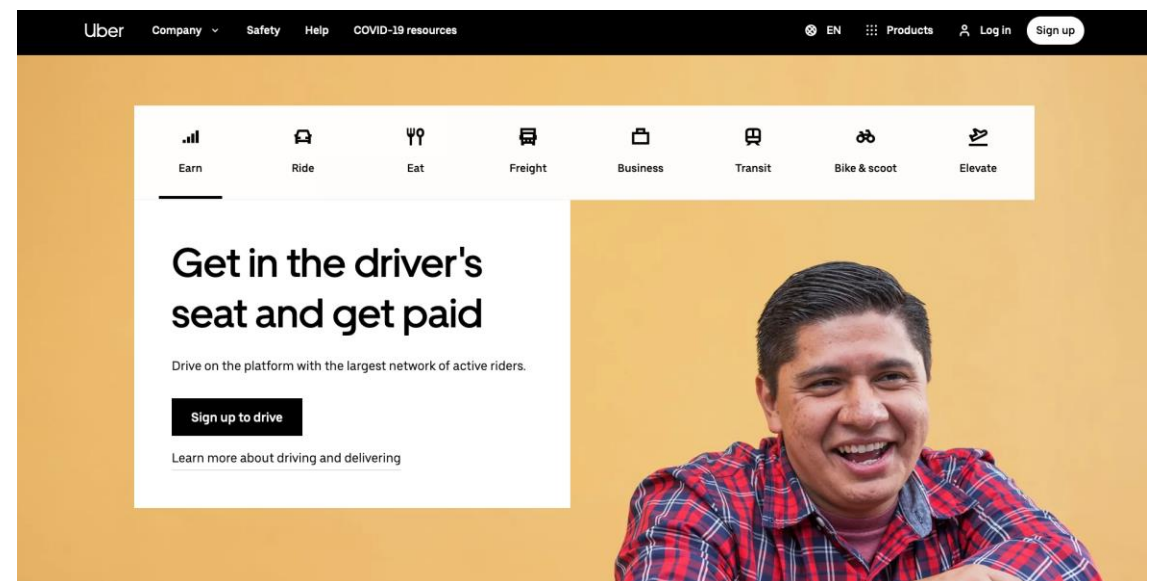 Uber Company Safety Help COVID-19 resources EN Products Log in Sign up
Earn Ride Eat Freight Business Transit Bike & scoot Elevate
Get in the driver's
seat and get paid
Drive on the platform with the largest network of active riders.
Sign up to drive
Learn more about driving and delivering